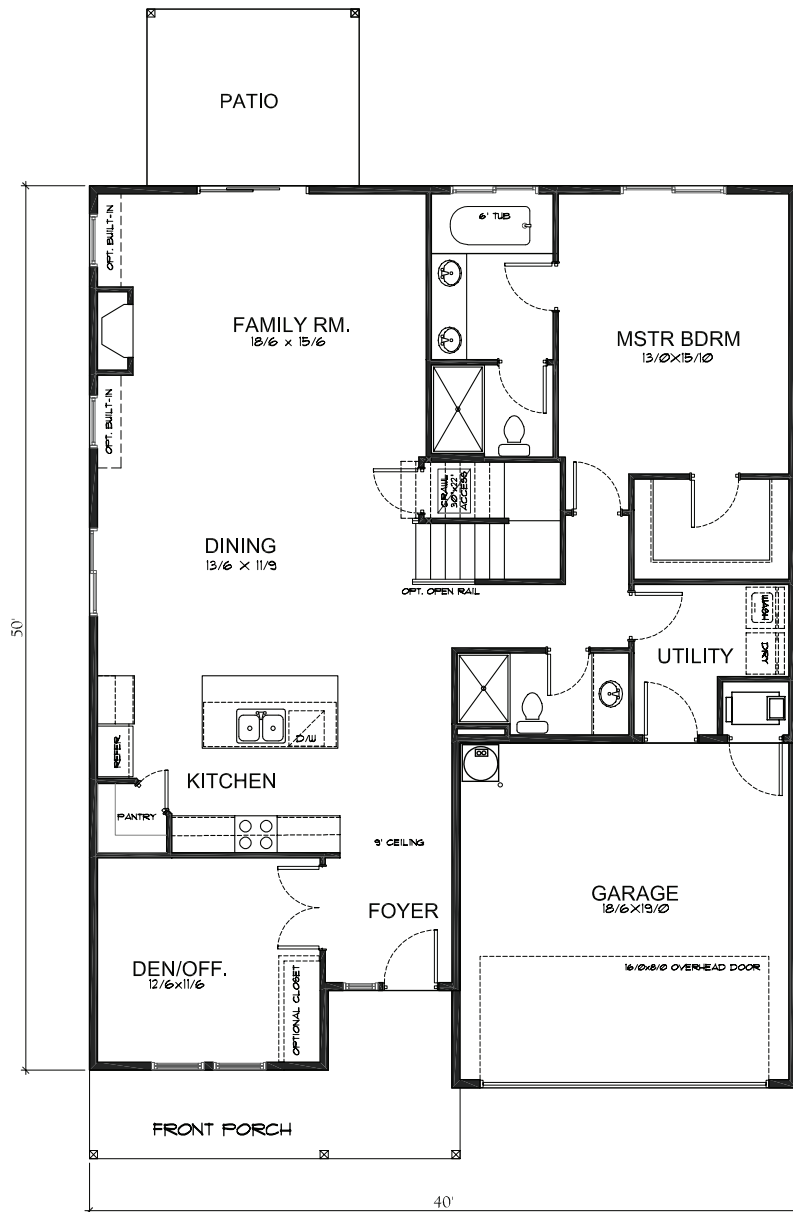 PATIO
6' TUB
OPT. BUILT-IN
FAMILY RM.
18/6 x 15/6
MSTR BDRM
13/0X15/10
OPT. BUILT-IN
CRAWL
30"x22"
ACCESS
DINING
13/6 X 11/9
OPT. OPEN RAIL
WASH
DRY
UTILITY
REFER.
D/W
KITCHEN
PANTRY
9' CEILING
GARAGE
18/6X19/0
FOYER
DEN/OFF.
12/6x11/6
OPTIONAL CLOSET
16/0x8/0 OVERHEAD DOOR
FRONT PORCH
50'
40'